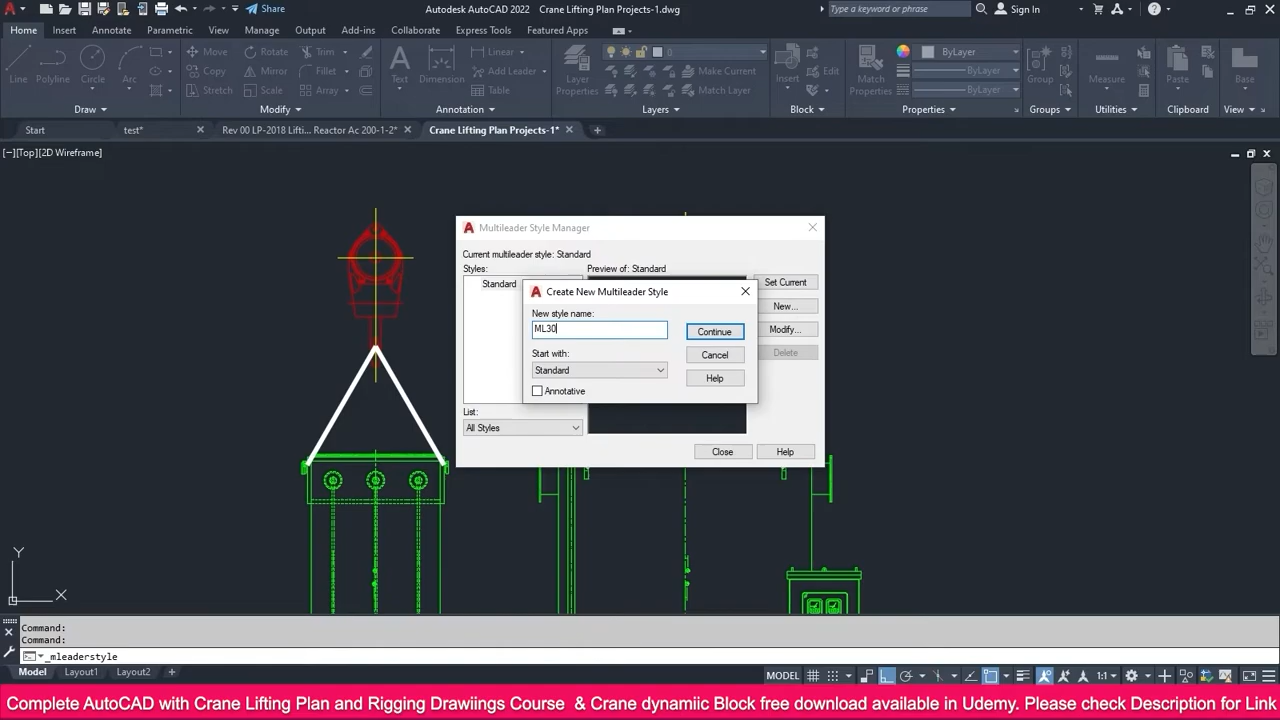 Share
Autodesk AutoCAD 2022 Crane Lifting Plan Projects-1.dwg
Type a keyword or phrase
Sign In
Home Insert Annotate Parametric View Manage Output Add-ins Collaborate Express Tools Featured Apps
Line Polyline Circle Arc
Move Rotate Trim
Copy Mirror Fillet
Stretch Scale Array
Text Dimension
Linear
Add Leader
Table
Layer Properties
0
Make Current
Match Layer
Insert
Edit
Match Properties
ByLayer
ByLayer
ByLayer
Group
Measure
Paste
Base
Draw Modify Annotation Layers Block Properties Groups Utilities Clipboard View
Start test* Rev 00 LP-2018 Lifti... Reactor Ac 200-1-2* Crane Lifting Plan Projects-1*
[−][Top][2D Wireframe]
Multileader Style Manager
Current multileader style: Standard
Styles: Preview of: Standard
Standard
Set Current
New...
Modify...
Delete
Create New Multileader Style
New style name:
ML30
Continue
Start with:
Cancel
Standard
Help
Annotative
List:
All Styles
Close Help
Y
X
Command:
Command:
_mleaderstyle
Model Layout1 Layout2
MODEL
1:1
Complete AutoCAD with Crane Lifting Plan and Rigging Drawiings Course & Crane dynamiic Block free download available in Udemy. Please check Description for Link